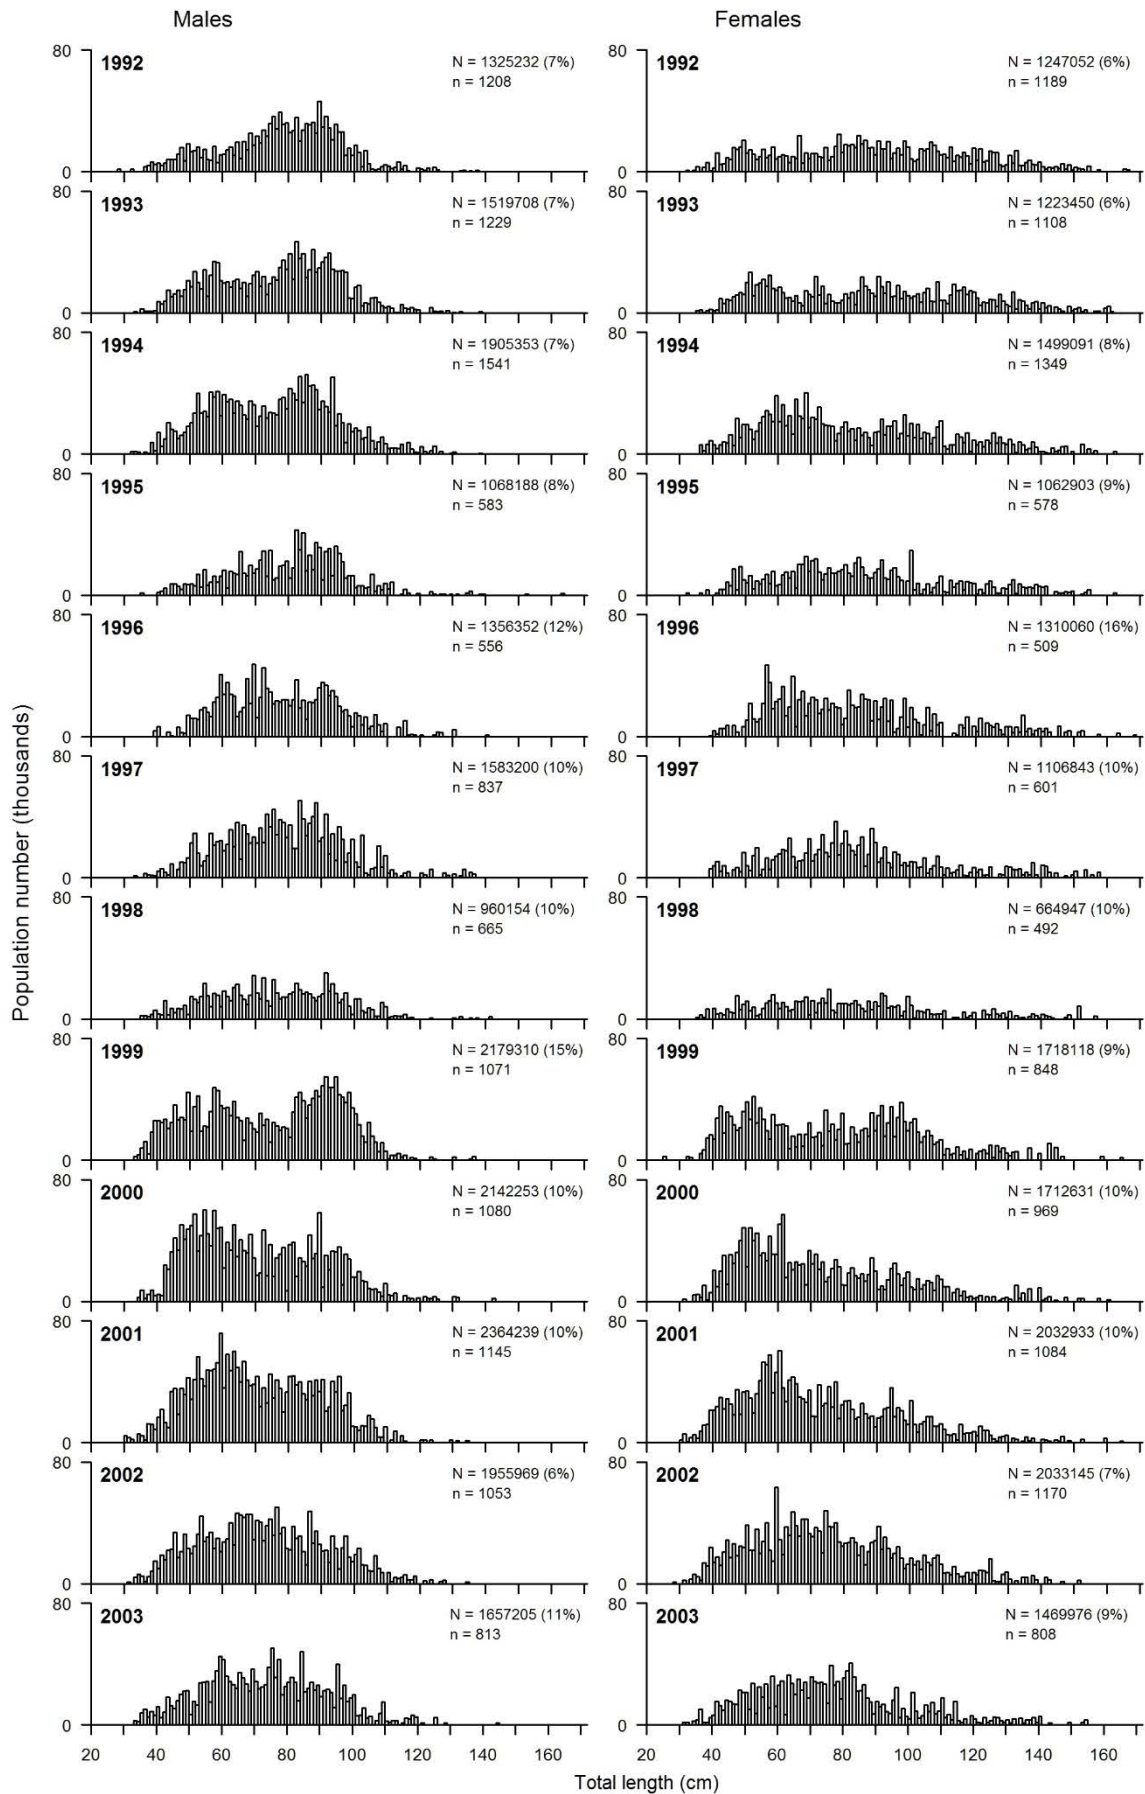 Males Females
80 1992 N = 1325232 (7%) 80 1992 N = 1247052 (6%)
n = 1208 n = 1189
0 0
80 1993 N = 1519708 (7%) 80 1993 N = 1223450 (6%)
n = 1229 n = 1108
0 0
80 1994 N = 1905353 (7%) 80 1994 N = 1499091 (8%)
n = 1541 n = 1349
0 0
80 1995 N = 1068188 (8%) 80 1995 N = 1062903 (9%)
n = 583 n = 578
0 0
80 1996 N = 1356352 (12%) 80 1996 N = 1310060 (16%)
n = 556 n = 509
0 0
80 1997 N = 1583200 (10%) 80 1997 N = 1106843 (10%)
n = 837 n = 601
0 0
80 1998 N = 960154 (10%) 80 1998 N = 664947 (10%)
n = 665 n = 492
0 0
80 1999 N = 2179310 (15%) 80 1999 N = 1718118 (9%)
n = 1071 n = 848
0 0
80 2000 N = 2142253 (10%) 80 2000 N = 1712631 (10%)
n = 1080 n = 969
0 0
80 2001 N = 2364239 (10%) 80 2001 N = 2032933 (10%)
n = 1145 n = 1084
0 0
80 2002 N = 1955969 (6%) 80 2002 N = 2033145 (7%)
n = 1053 n = 1170
0 0
80 2003 N = 1657205 (11%) 80 2003 N = 1469976 (9%)
n = 813 n = 808
0 0
20 40 60 80 100 120 140 160 20 40 60 80 100 120 140 160
Total length (cm)
Population number (thousands)